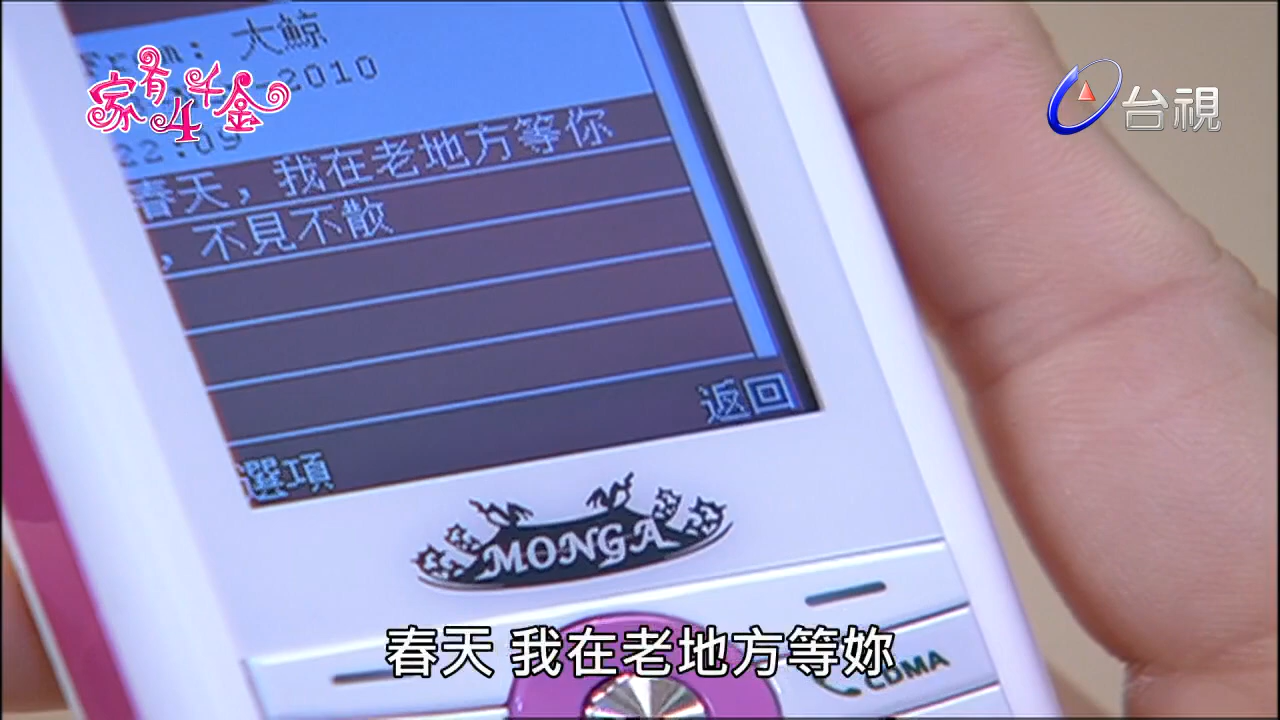 From: 大鯨
-2010
22:09
春天,我在老地方等你
,不見不散
返回
選項
MONGA
CDMA
家有4千金
台視
春天 我在老地方等妳